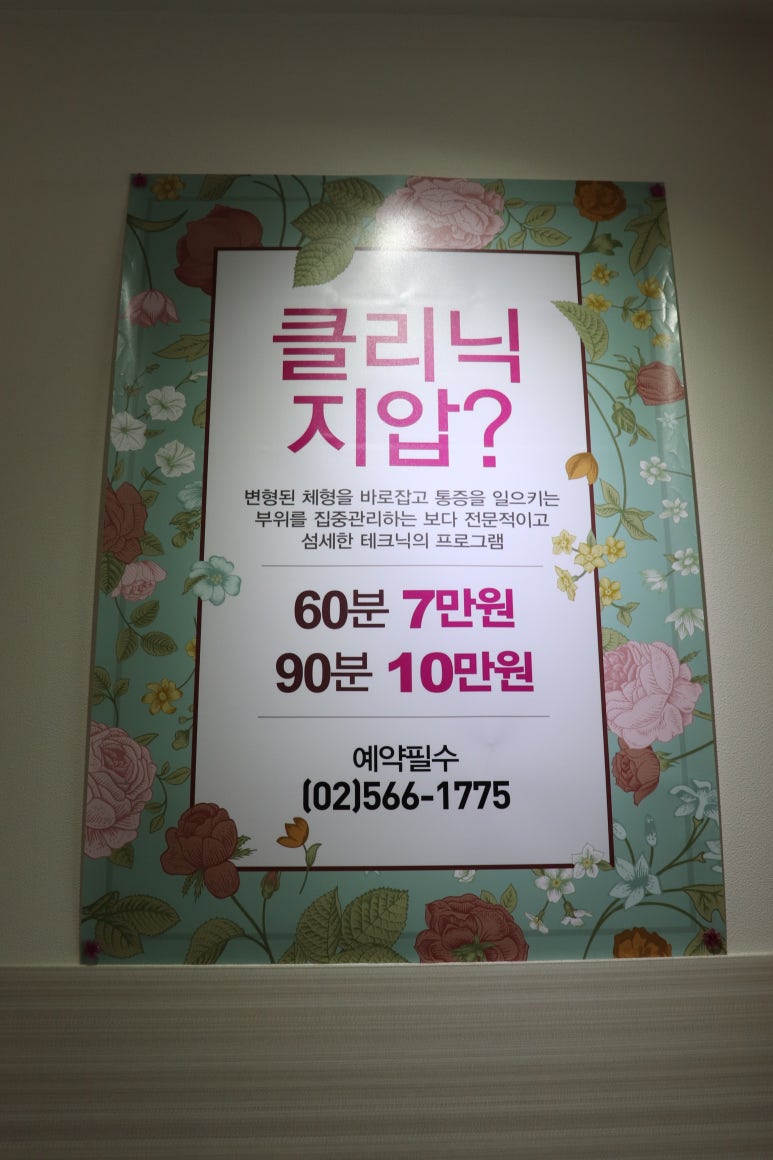 클리닉
지압?
변형된 체형을 바로잡고 통증을 일으키는
부위를 집중관리하는 보다 전문적이고
섬세한 테크닉의 프로그램
60분 7만원
90분 10만원
예약필수
(02)566-1775